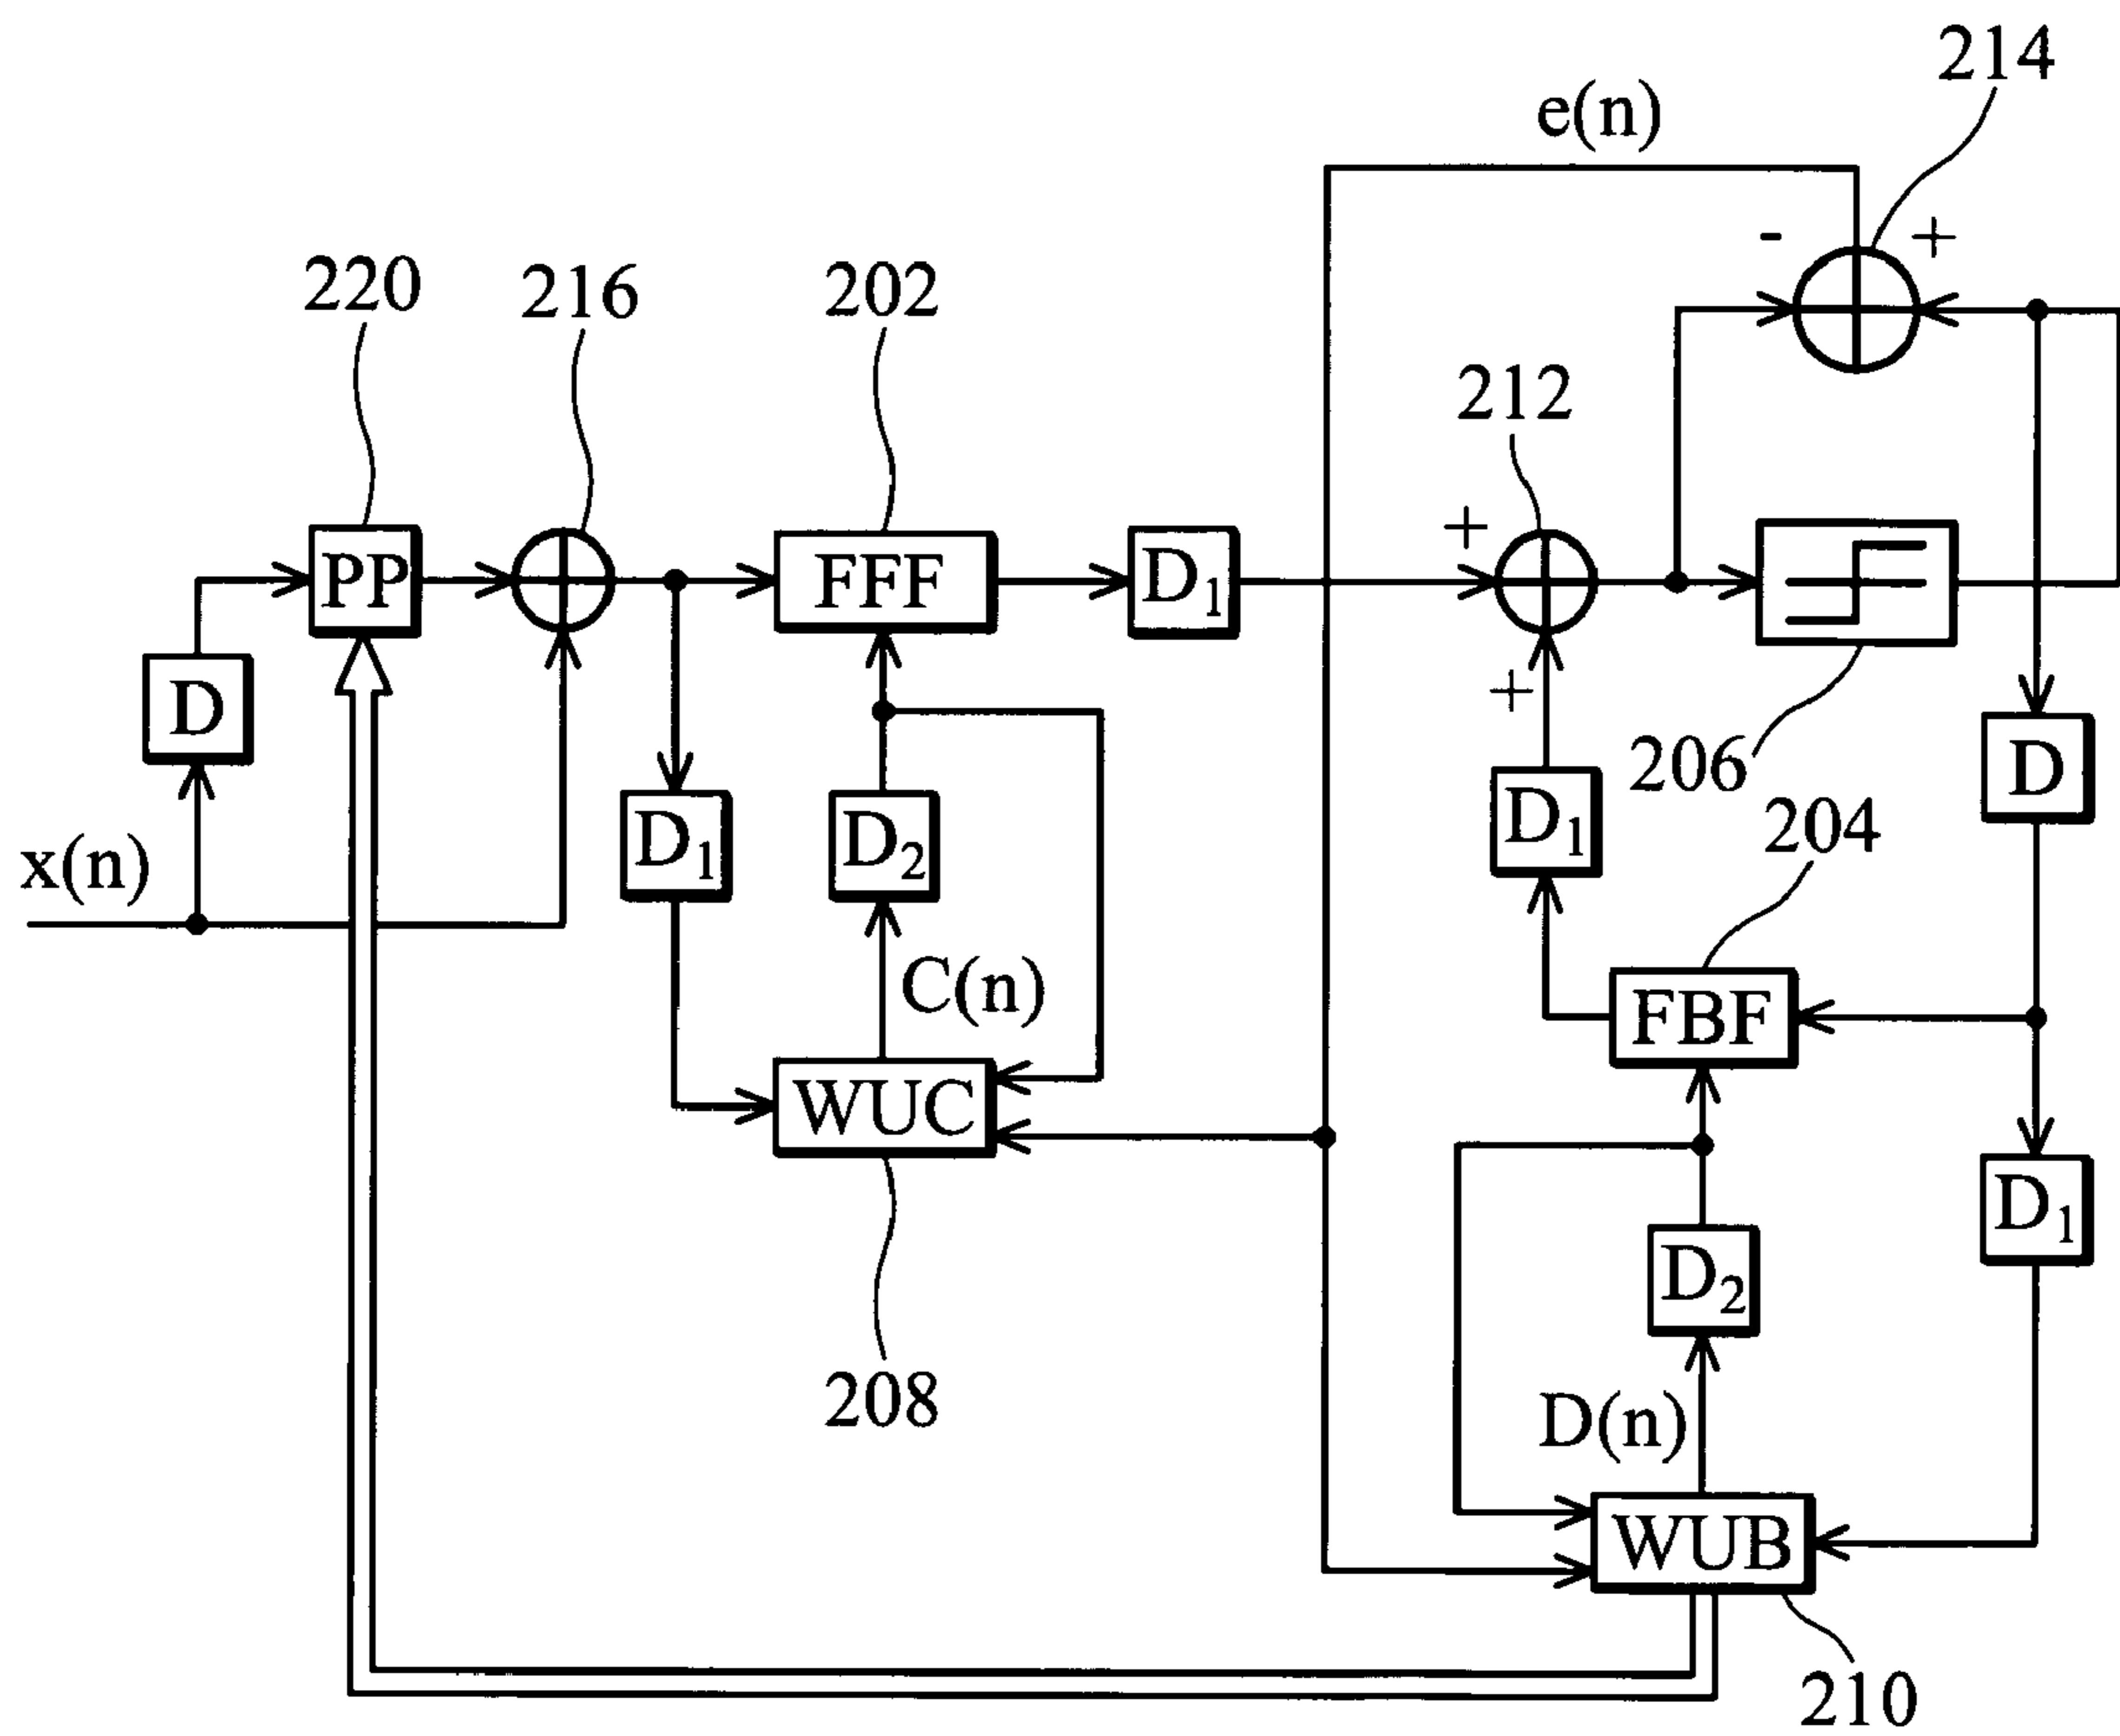 214
e(n)
- +
220
216
202
212
+
PP
FFF
D1
+
206
D
D
x(n)
D1
D2
D1
204
C(n)
FBF
WUC
D1
D2
208
D(n)
WUB
210